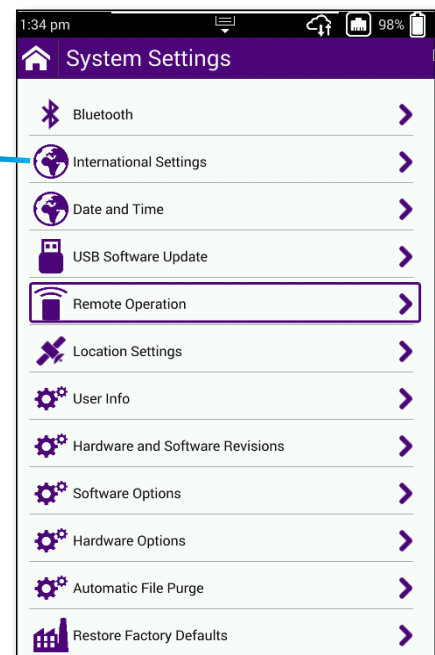 1:34 pm 98%
System Settings
Bluetooth
International Settings
Date and Time
USB Software Update
Remote Operation
Location Settings
User Info
Hardware and Software Revisions
Software Options
Hardware Options
Automatic File Purge
Restore Factory Defaults